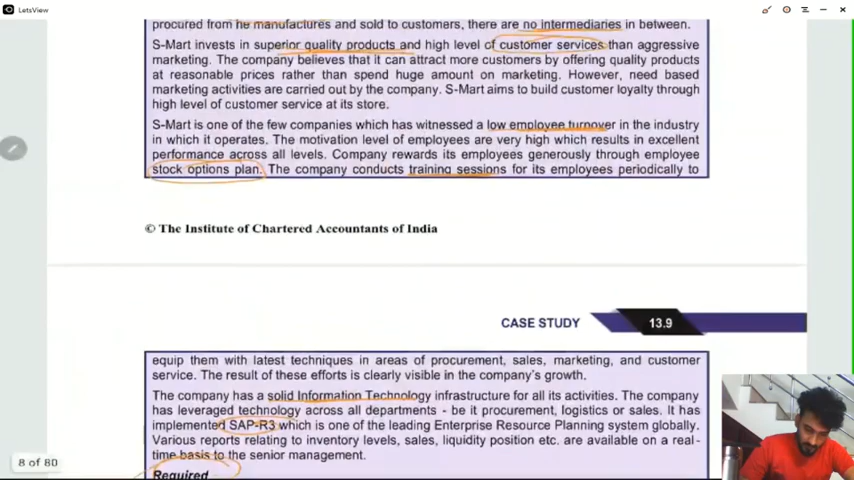 LetsView
procured from he manufactures and sold to customers, there are no intermediaries in between.
S-Mart invests in superior quality products and high level of customer services than aggressive
marketing. The company believes that it can attract more customers by offering quality products
at reasonable prices rather than spend huge amount on marketing. However, need based
marketing activities are carried out by the company. S-Mart aims to build customer loyalty through
high level of customer service at its store.
S-Mart is one of the few companies which has witnessed a low employee turnover in the industry
in which it operates. The motivation level of employees are very high which results in excellent
performance across all levels. Company rewards its employees generously through employee
stock options plan. The company conducts training sessions for its employees periodically to
© The Institute of Chartered Accountants of India
CASE STUDY 13.9
equip them with latest techniques in areas of procurement, sales, marketing, and customer
service. The result of these efforts is clearly visible in the company's growth.
The company has a solid Information Technology infrastructure for all its activities. The company
has leveraged technology across all departments - be it procurement, logistics or sales. It has
implemented SAP-R3 which is one of the leading Enterprise Resource Planning system globally.
Various reports relating to inventory levels, sales, liquidity position etc. are available on a real-
time basis to the senior management.
8 of 80
Required